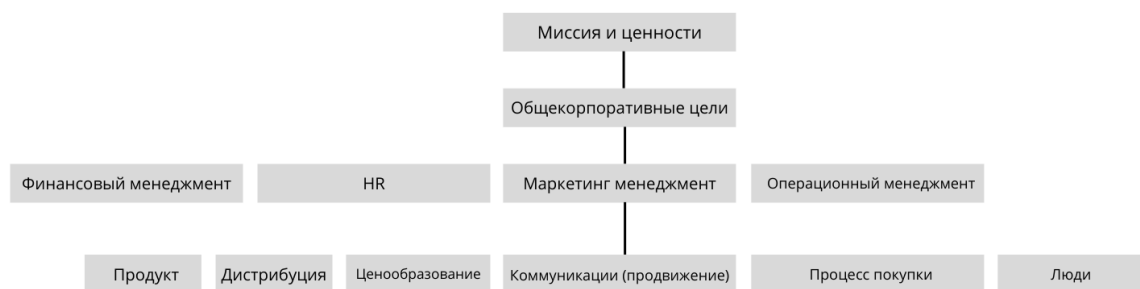 Миссия и ценности
Общекорпоративные цели
Финансовый менеджмент
HR
Маркетинг менеджмент
Операционный менеджмент
Продукт
Дистрибуция
Ценообразование
Коммуникации (продвижение)
Процесс покупки
Люди